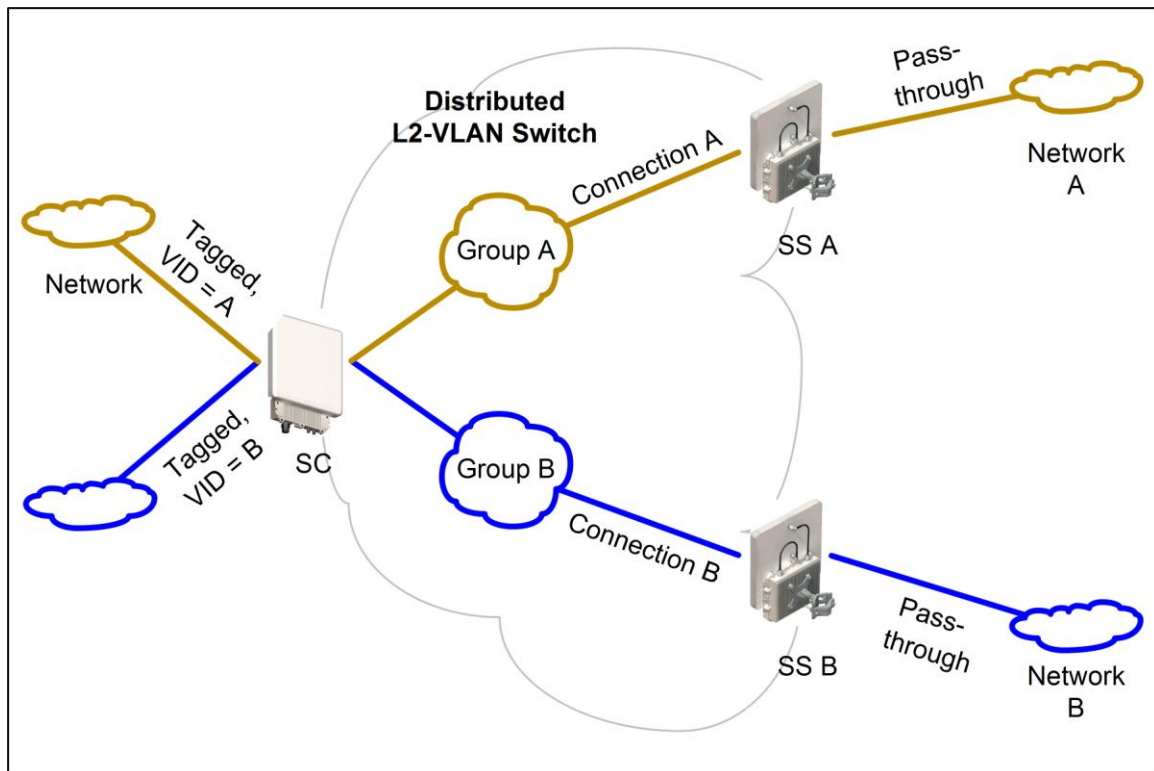 Distributed
L2-VLAN Switch
Pass-
through
Network
A
Connection A
SS A
Group A
Tagged,
VID = A
Network
Tagged,
VID = B
SC
Group B
Connection B
SS B
Pass-
through
Network
B